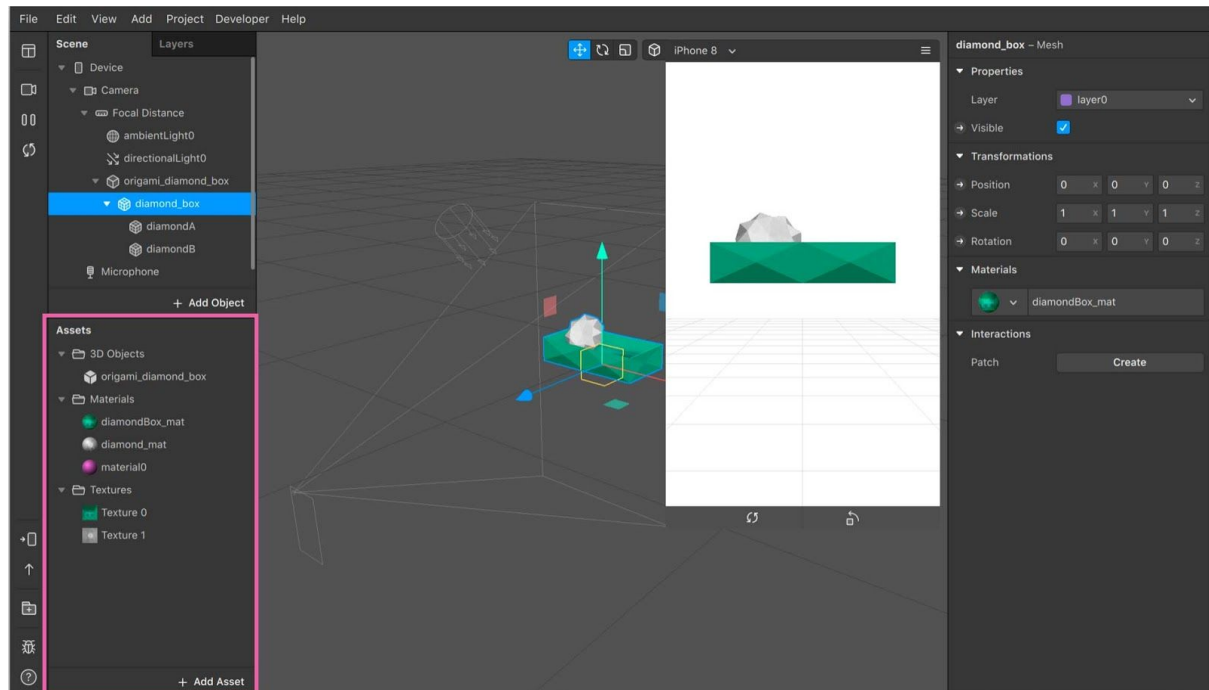 File Edit View Add Project Developer Help
Scene Layers
Device
Camera
Focal Distance
ambientLight0
directionalLight0
origami_diamond_box
diamond_box
diamondA
diamondB
Microphone
+ Add Object
Assets
3D Objects
origami_diamond_box
Materials
diamondBox_mat
diamond_mat
material0
Textures
Texture 0
Texture 1
+ Add Asset
iPhone 8
diamond_box – Mesh
Properties
Layer layer0
Visible
Transformations
Position 0 X 0 Y 0 Z
Scale 1 X 1 Y 1 Z
Rotation 0 X 0 Y 0 Z
Materials
diamondBox_mat
Interactions
Patch Create